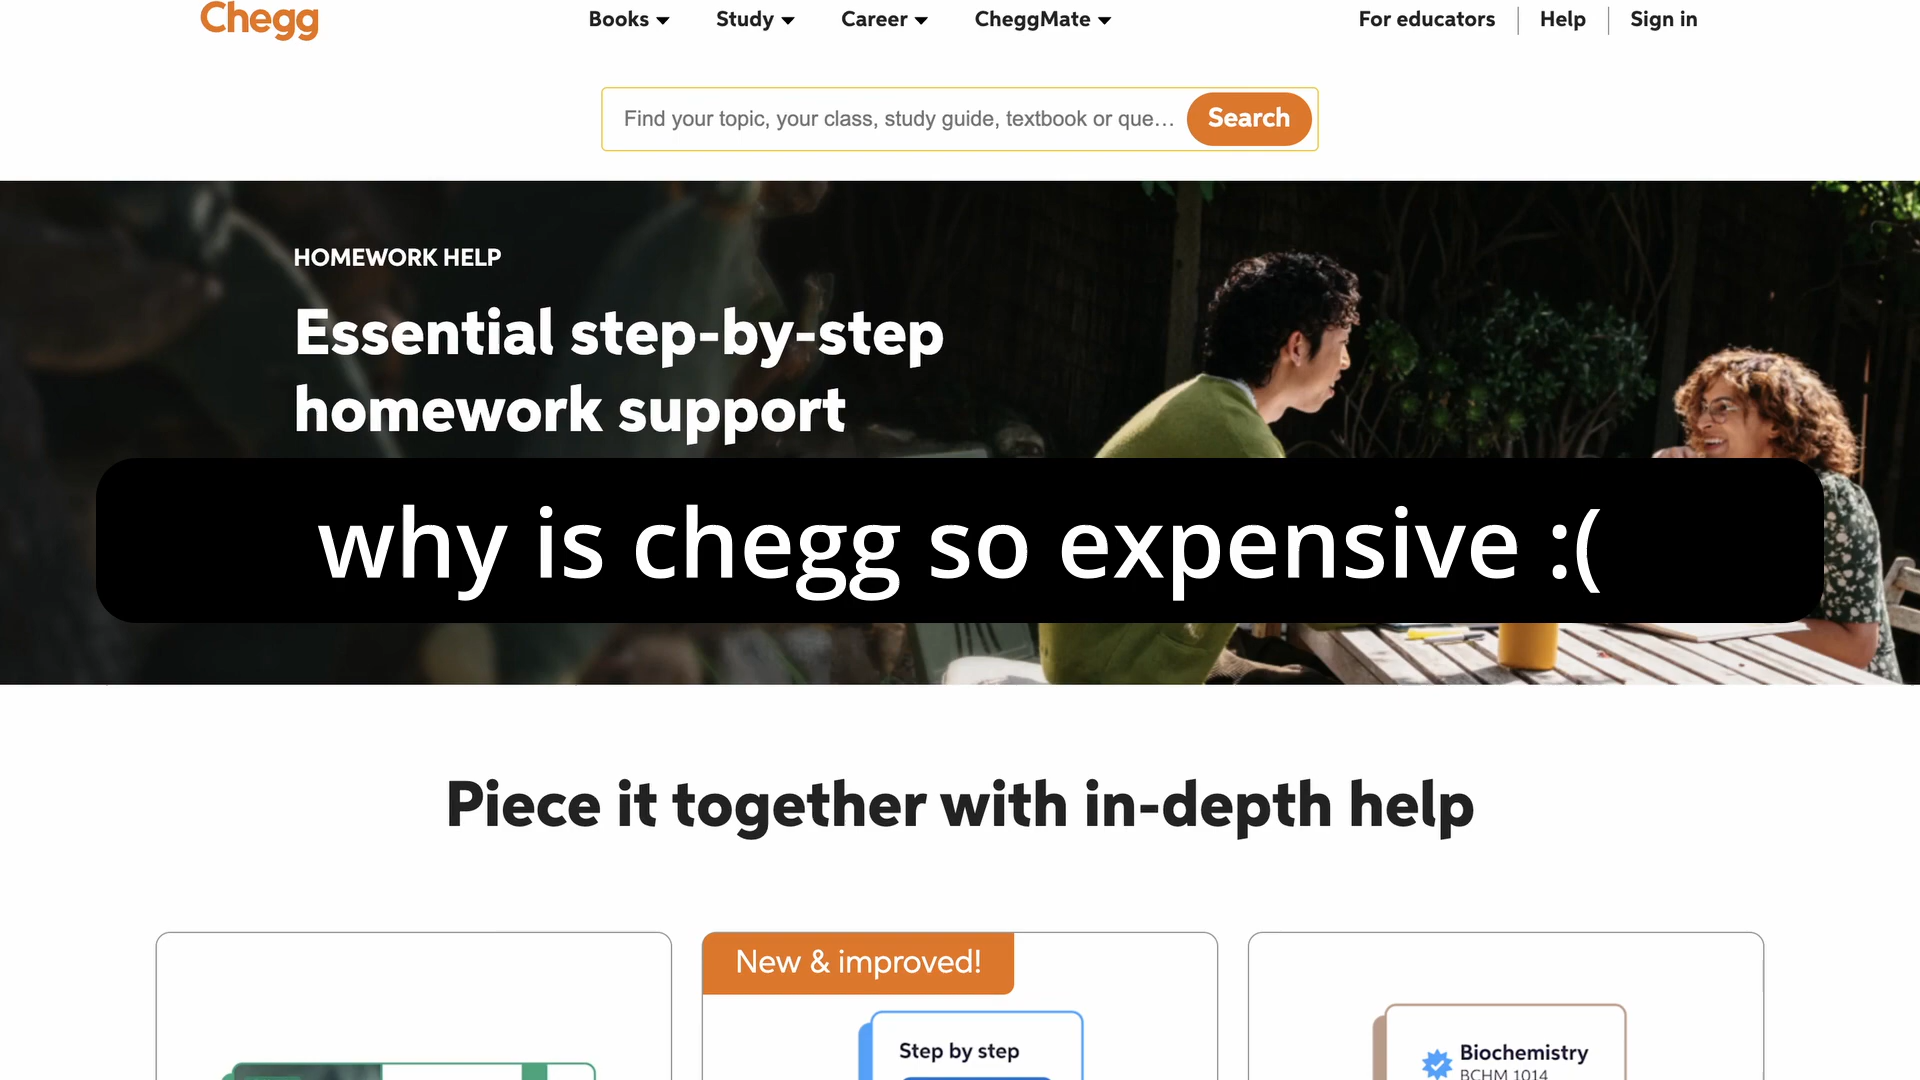 Chegg
Books Study Career CheggMate For educators Help Sign in
Find your topic, your class, study guide, textbook or que... Search
HOMEWORK HELP
Essential step-by-step
homework support
why is chegg so expensive :(
Piece it together with in-depth help
New & improved!
Step by step
Biochemistry
BCHM 1014